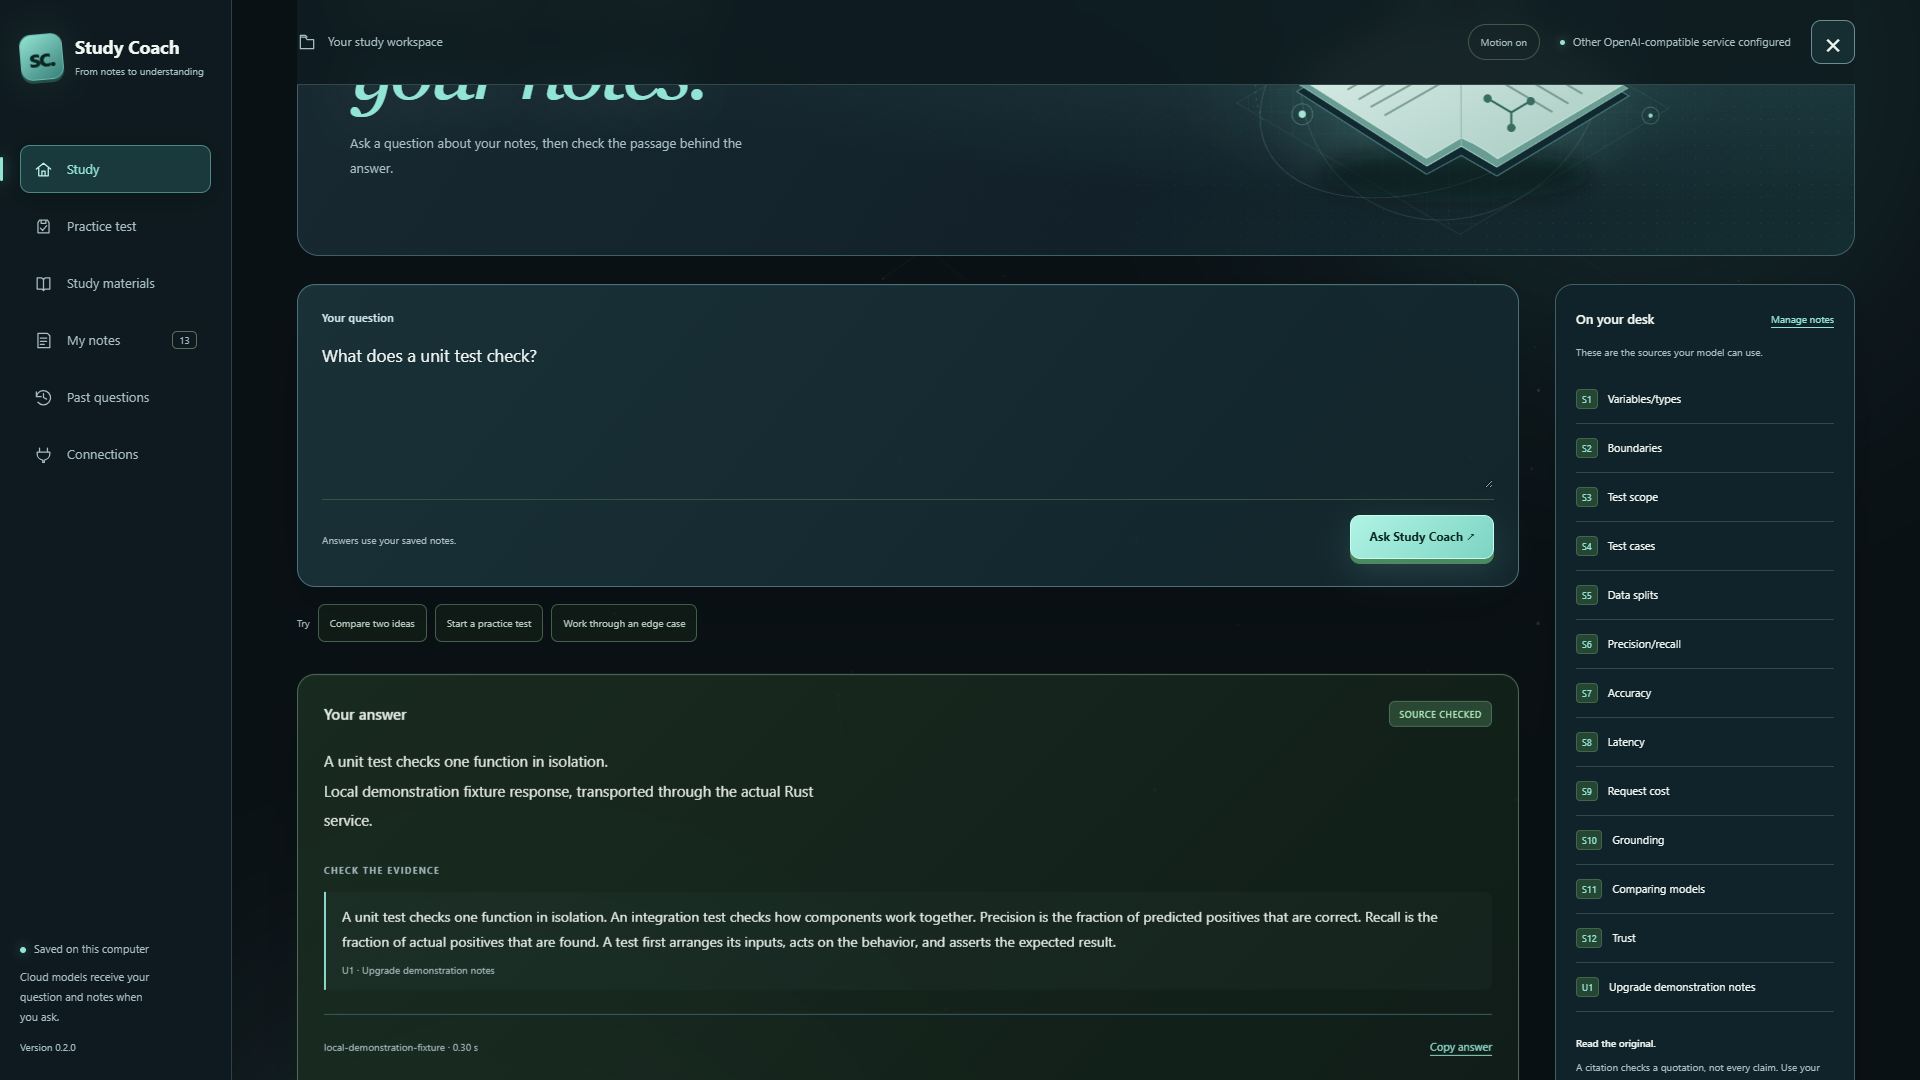 SC.
Study Coach
From notes to understanding
Study
Practice test
Study materials
My notes
13
Past questions
Connections
Saved on this computer
Cloud models receive your
question and notes when
you ask.
Version 0.2.0
Your study workspace
Motion on
Other OpenAI-compatible service configured
your notes.
Ask a question about your notes, then check the passage behind the
answer.
Your question
What does a unit test check?
Answers use your saved notes.
Ask Study Coach ↗
Try
Compare two ideas
Start a practice test
Work through an edge case
Your answer
SOURCE CHECKED
A unit test checks one function in isolation.
Local demonstration fixture response, transported through the actual Rust
service.
CHECK THE EVIDENCE
A unit test checks one function in isolation. An integration test checks how components work together. Precision is the fraction of predicted positives that are correct. Recall is the
fraction of actual positives that are found. A test first arranges its inputs, acts on the behavior, and asserts the expected result.
U1 · Upgrade demonstration notes
local-demonstration-fixture · 0.30 s
Copy answer
On your desk
Manage notes
These are the sources your model can use.
S1 Variables/types
S2 Boundaries
S3 Test scope
S4 Test cases
S5 Data splits
S6 Precision/recall
S7 Accuracy
S8 Latency
S9 Request cost
S10 Grounding
S11 Comparing models
S12 Trust
U1 Upgrade demonstration notes
Read the original.
A citation checks a quotation, not every claim. Use your